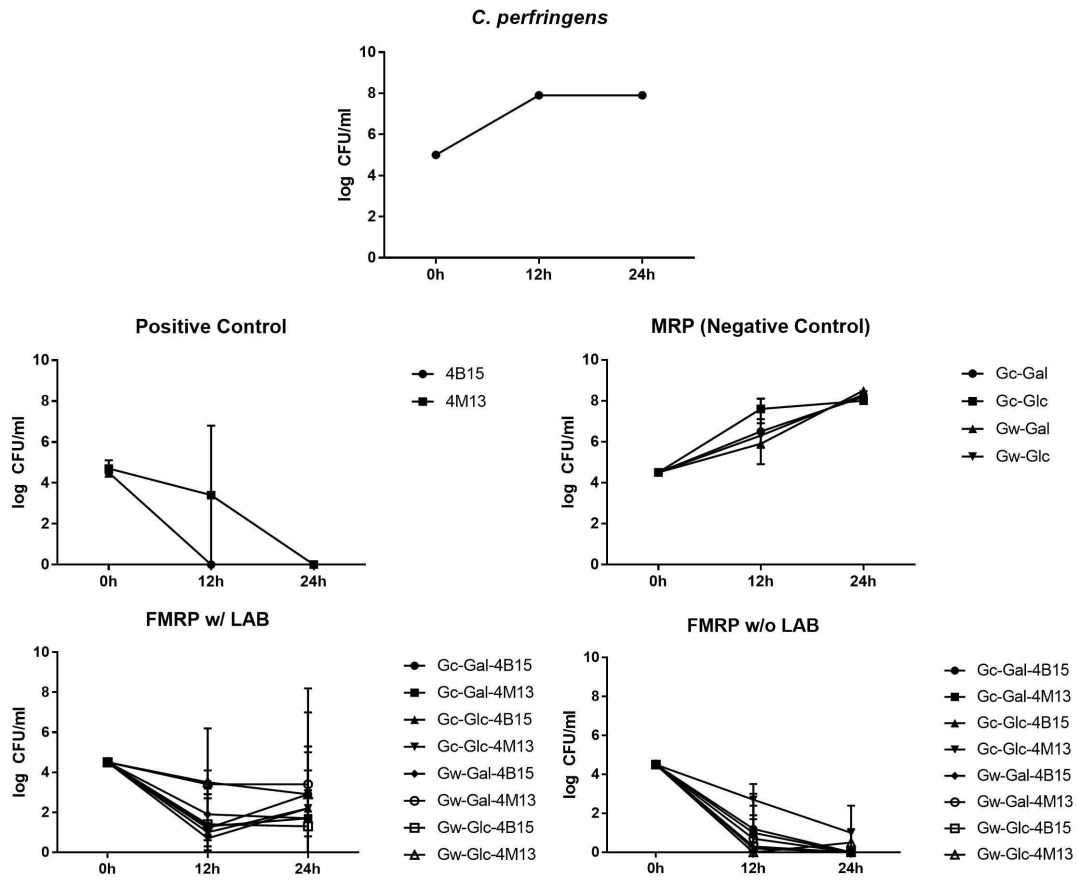 C. perfringens
10
8
6
4
2
0
log CFU/ml
0h 12h 24h
Positive Control
10
8
6
4
2
0
log CFU/ml
0h 12h 24h
4B15
4M13
MRP (Negative Control)
10
8
6
4
2
0
log CFU/ml
0h 12h 24h
Gc-Gal
Gc-Glc
Gw-Gal
Gw-Glc
FMRP w/ LAB
10
8
6
4
2
0
log CFU/ml
0h 12h 24h
Gc-Gal-4B15
Gc-Gal-4M13
Gc-Glc-4B15
Gc-Glc-4M13
Gw-Gal-4B15
Gw-Gal-4M13
Gw-Glc-4B15
Gw-Glc-4M13
FMRP w/o LAB
10
8
6
4
2
0
log CFU/ml
0h 12h 24h
Gc-Gal-4B15
Gc-Gal-4M13
Gc-Glc-4B15
Gc-Glc-4M13
Gw-Gal-4B15
Gw-Gal-4M13
Gw-Glc-4B15
Gw-Glc-4M13